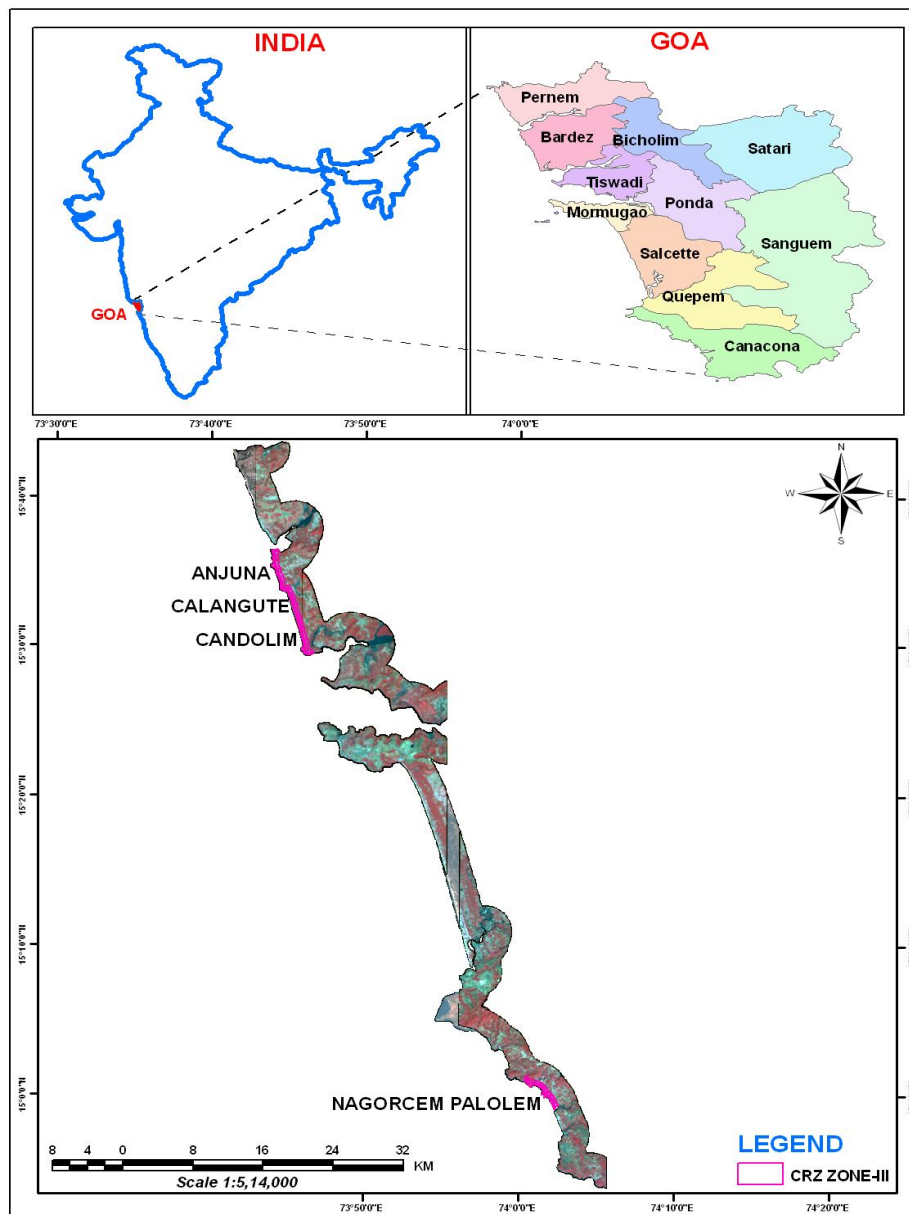 INDIA
GOA
GOA
Pernem
Bardez
Bicholim
Satari
Tiswadi
Ponda
Mormugao
Sanguem
Salcette
Quepem
Canacona
73°30'0"E 73°40'0"E 73°50'0"E 74°0'0"E
N
W E
S
15°40'0"N
ANJUNA
CALANGUTE
CANDOLIM
15°30'0"N
15°20'0"N
15°10'0"N
15°0'0"N
NAGORCEM PALOLEM
8 4 0 8 16 24 32
KM
Scale 1:5,14,000
LEGEND
CRZ ZONE-III
73°50'0"E 74°0'0"E 74°10'0"E 74°20'0"E